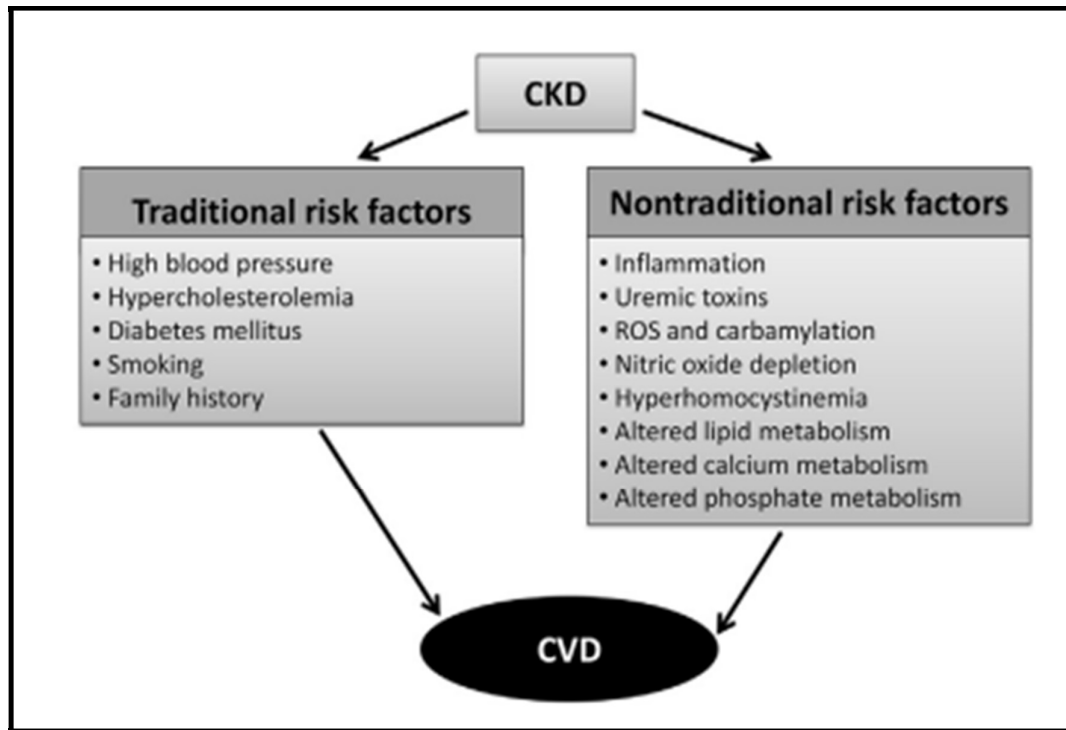 CKD
Traditional risk factors
• High blood pressure
• Hypercholesterolemia
• Diabetes mellitus
• Smoking
• Family history
Nontraditional risk factors
• Inflammation
• Uremic toxins
• ROS and carbamylation
• Nitric oxide depletion
• Hyperhomocystinemia
• Altered lipid metabolism
• Altered calcium metabolism
• Altered phosphate metabolism
CVD